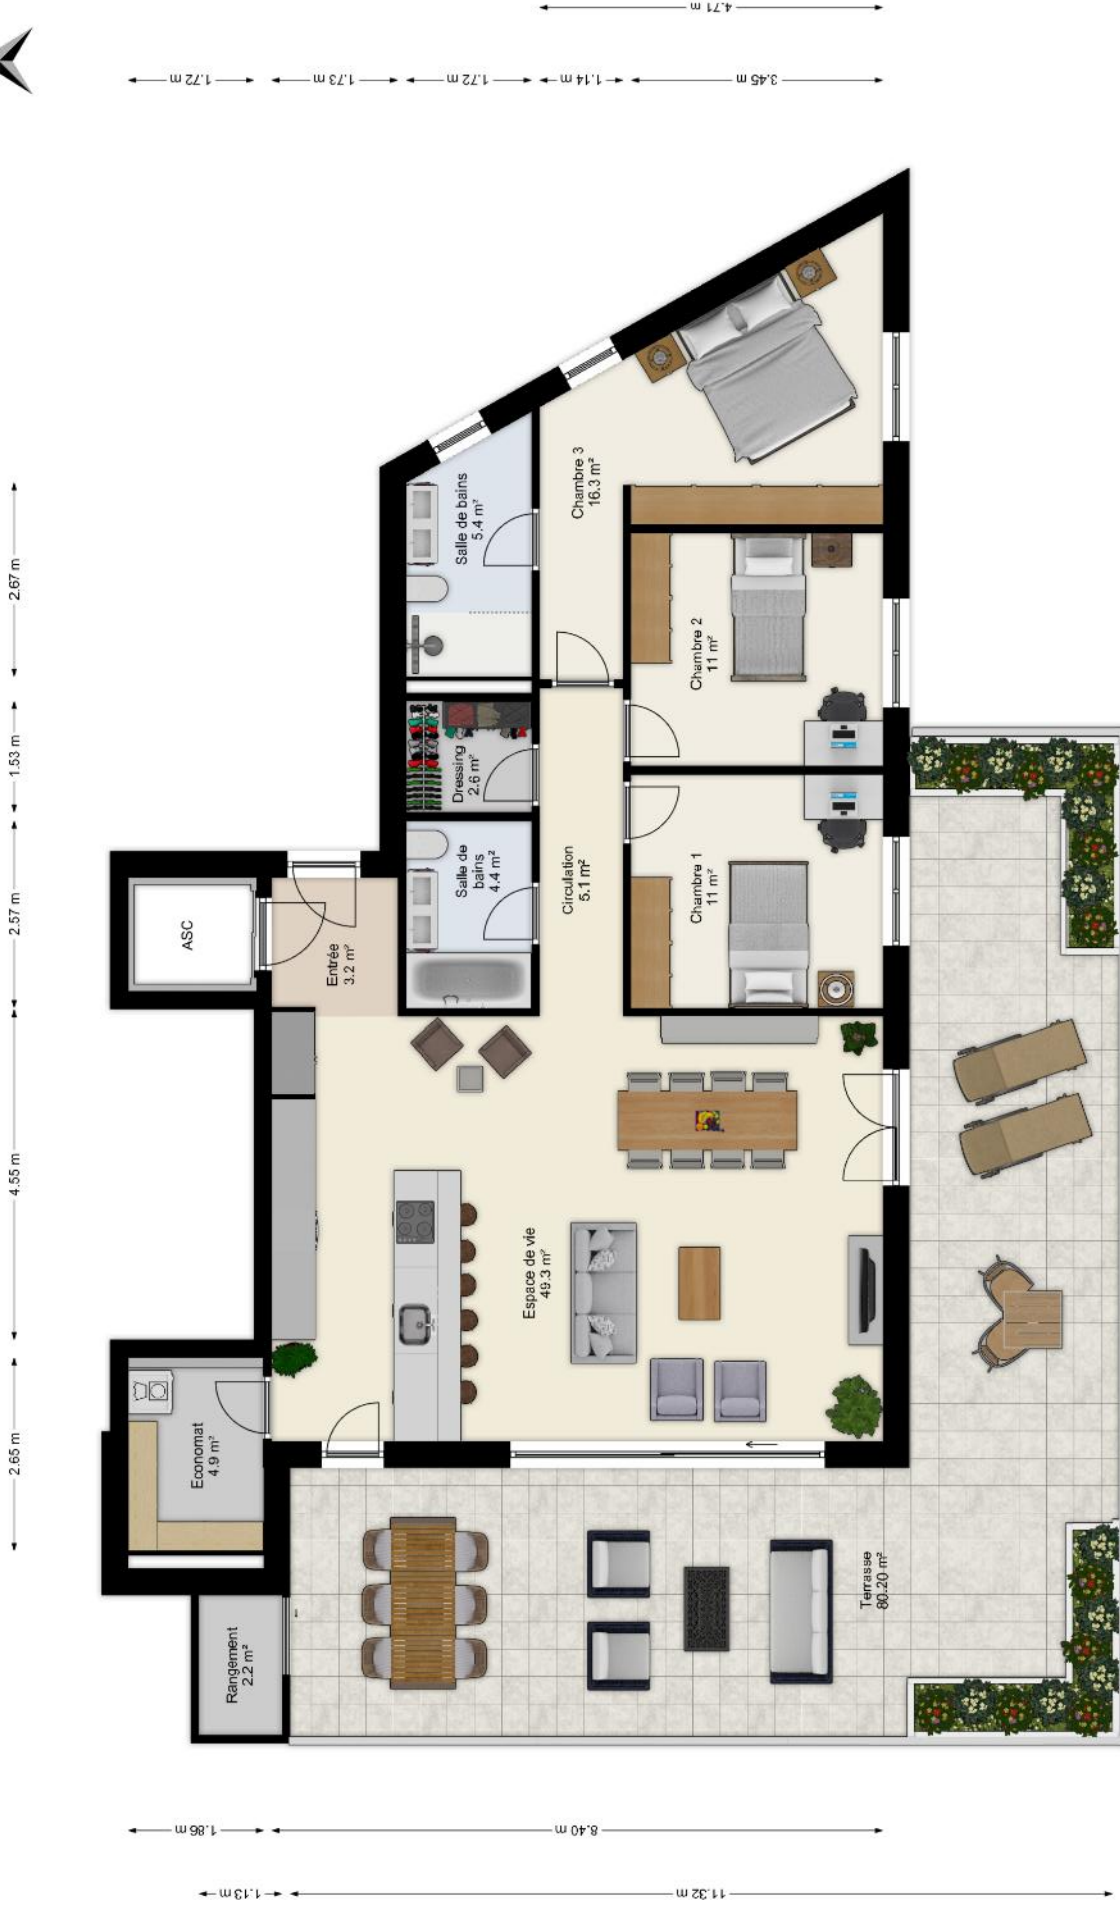 4.71 m
1.72 m
1.73 m
1.72 m
1.14 m
3.45 m
2.67 m
1.53 m
2.57 m
4.55 m
2.65 m
Chambre 3
16.3 m²
Salle de bains
5.4 m²
Chambre 2
11 m²
Dressing
2.6 m²
Salle de
bains
4.4 m²
Circulation
5.1 m²
Chambre 1
11 m²
ASC
Entrée
3.2 m²
Espace de vie
49.3 m²
Economat
4.9 m²
Terrasse
80.20 m²
Rangement
2.2 m²
1.86 m
8.40 m
1.13 m
11.32 m